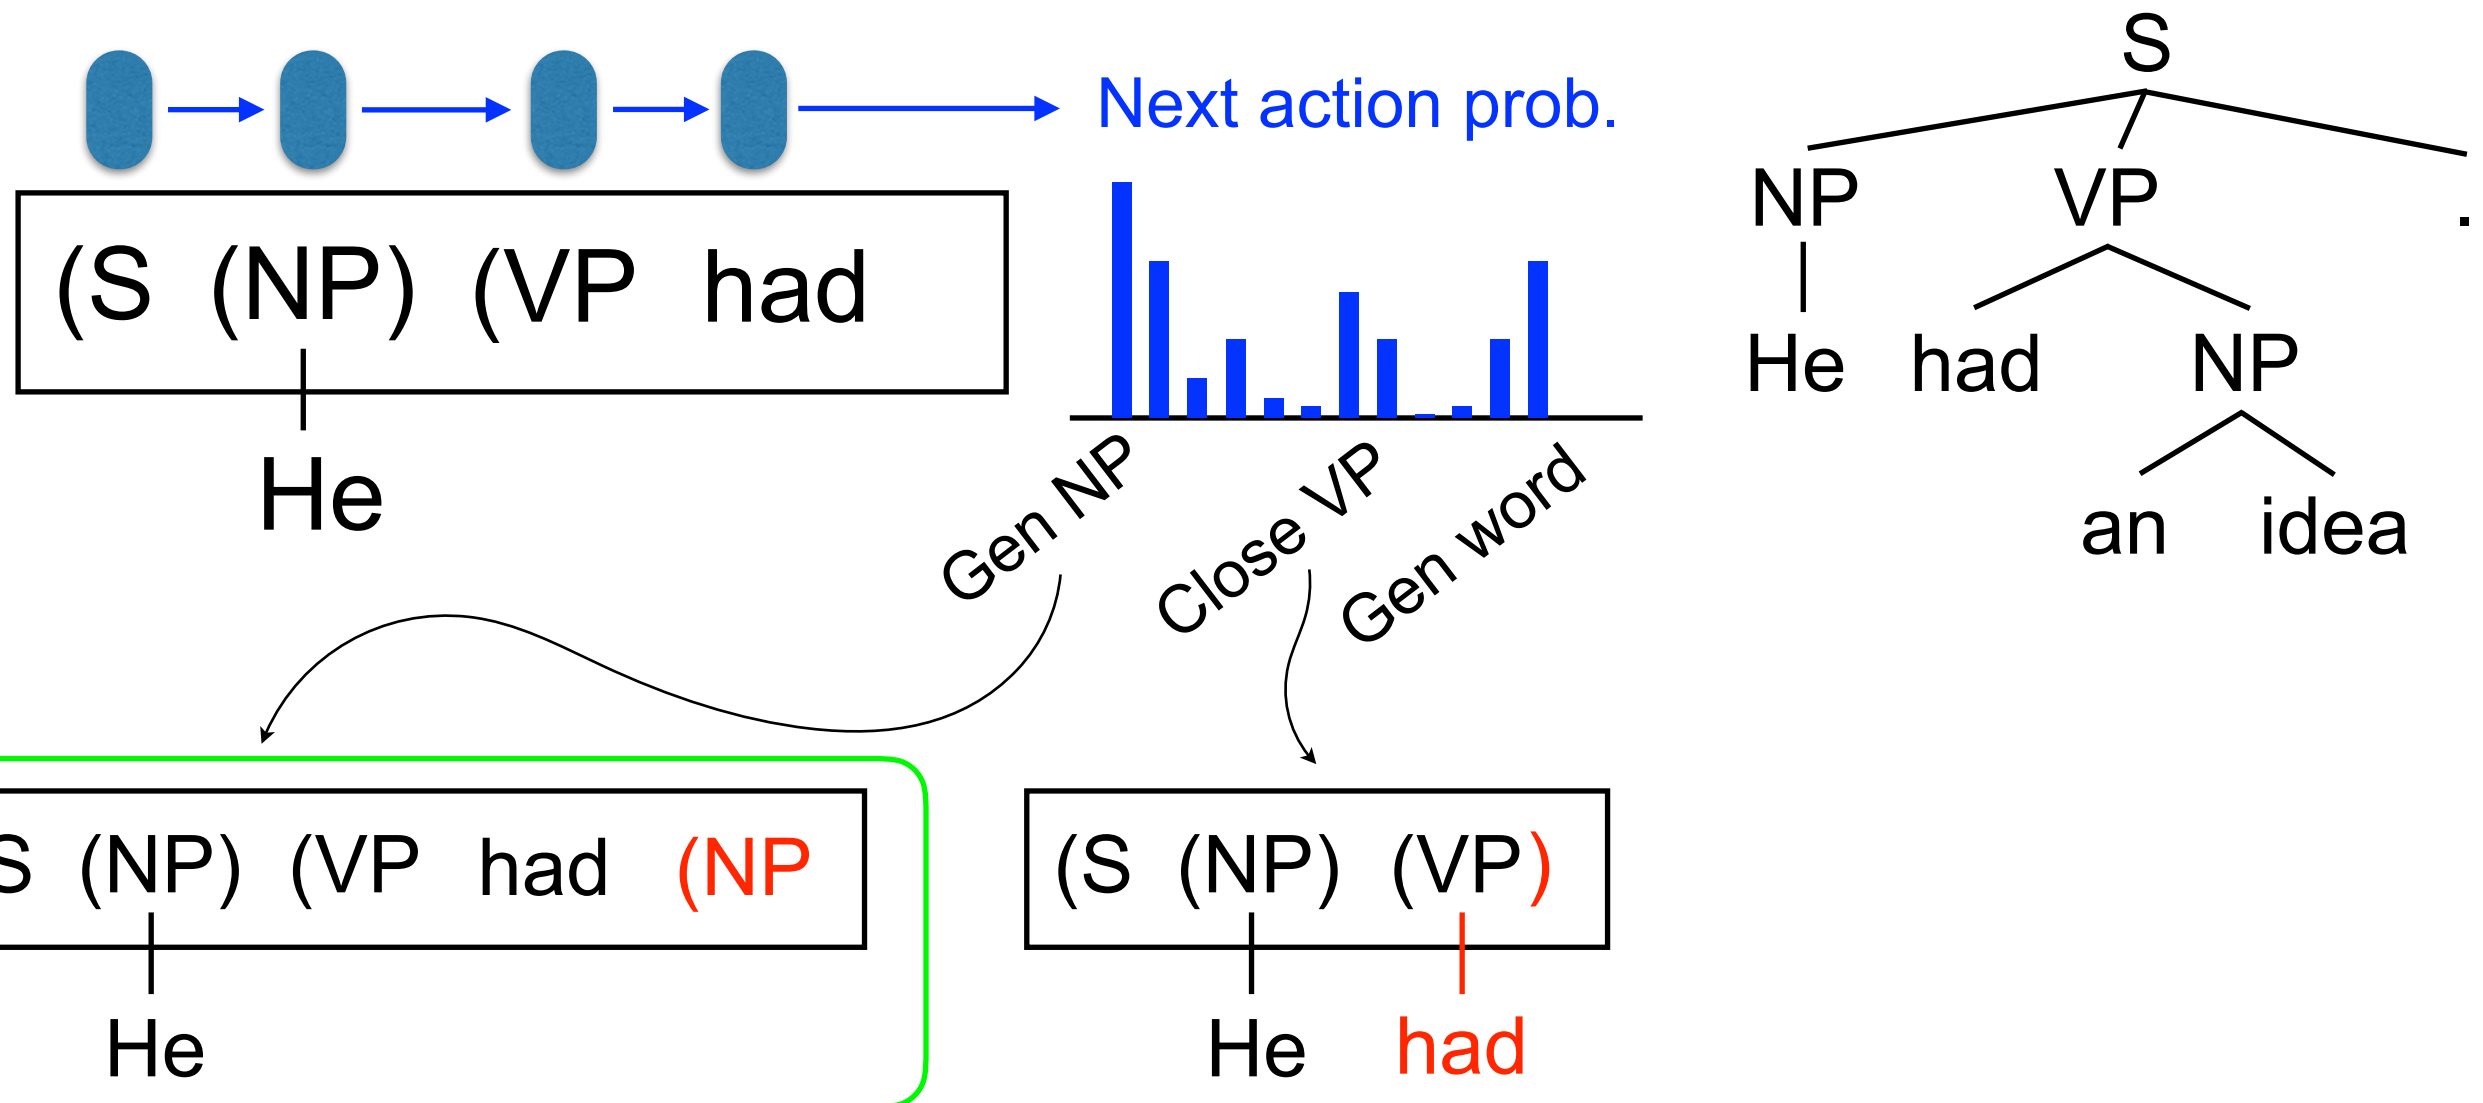 Next action prob.
(S (NP) (VP had
He
Gen NP
Close VP
Gen word
S
NP VP .
He had NP
an idea
S (NP) (VP had (NP
He
(S (NP) (VP)
He had